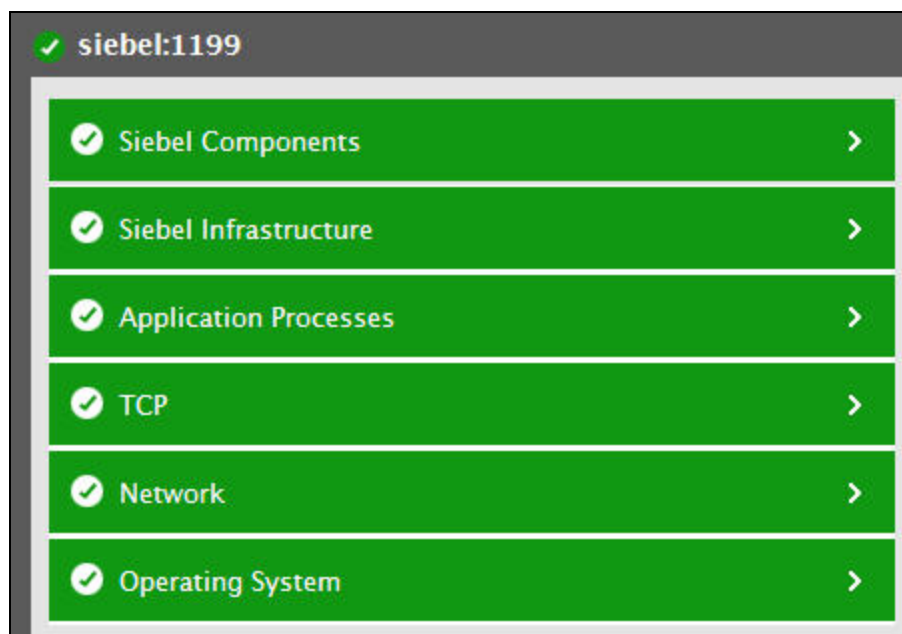 siebel:1199
Siebel Components
Siebel Infrastructure
Application Processes
TCP
Network
Operating System